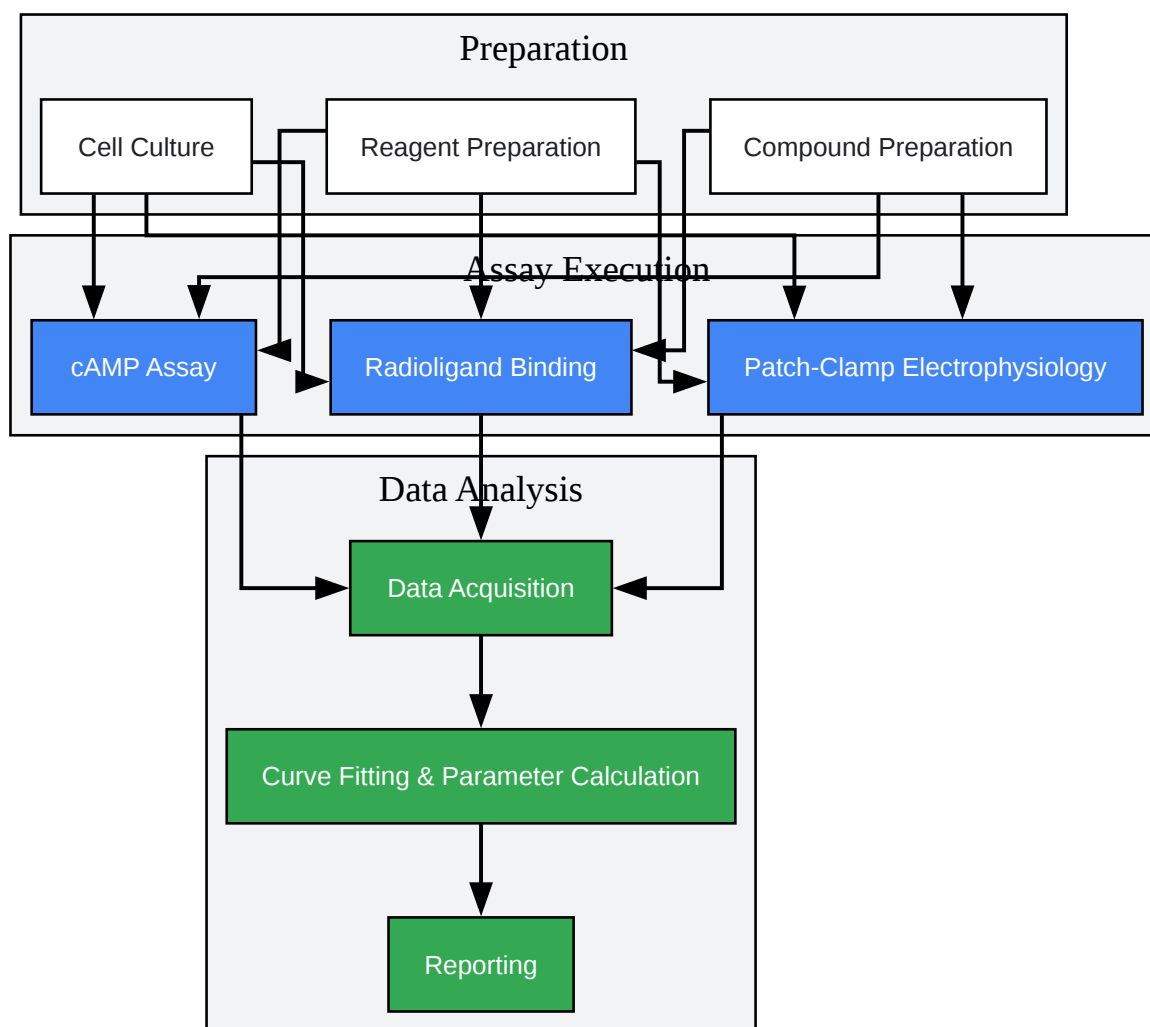 Preparation
Cell Culture
Reagent Preparation
Compound Preparation
Assay Execution
cAMP Assay
Radioligand Binding
Patch-Clamp Electrophysiology
Data Analysis
Data Acquisition
Curve Fitting & Parameter Calculation
Reporting